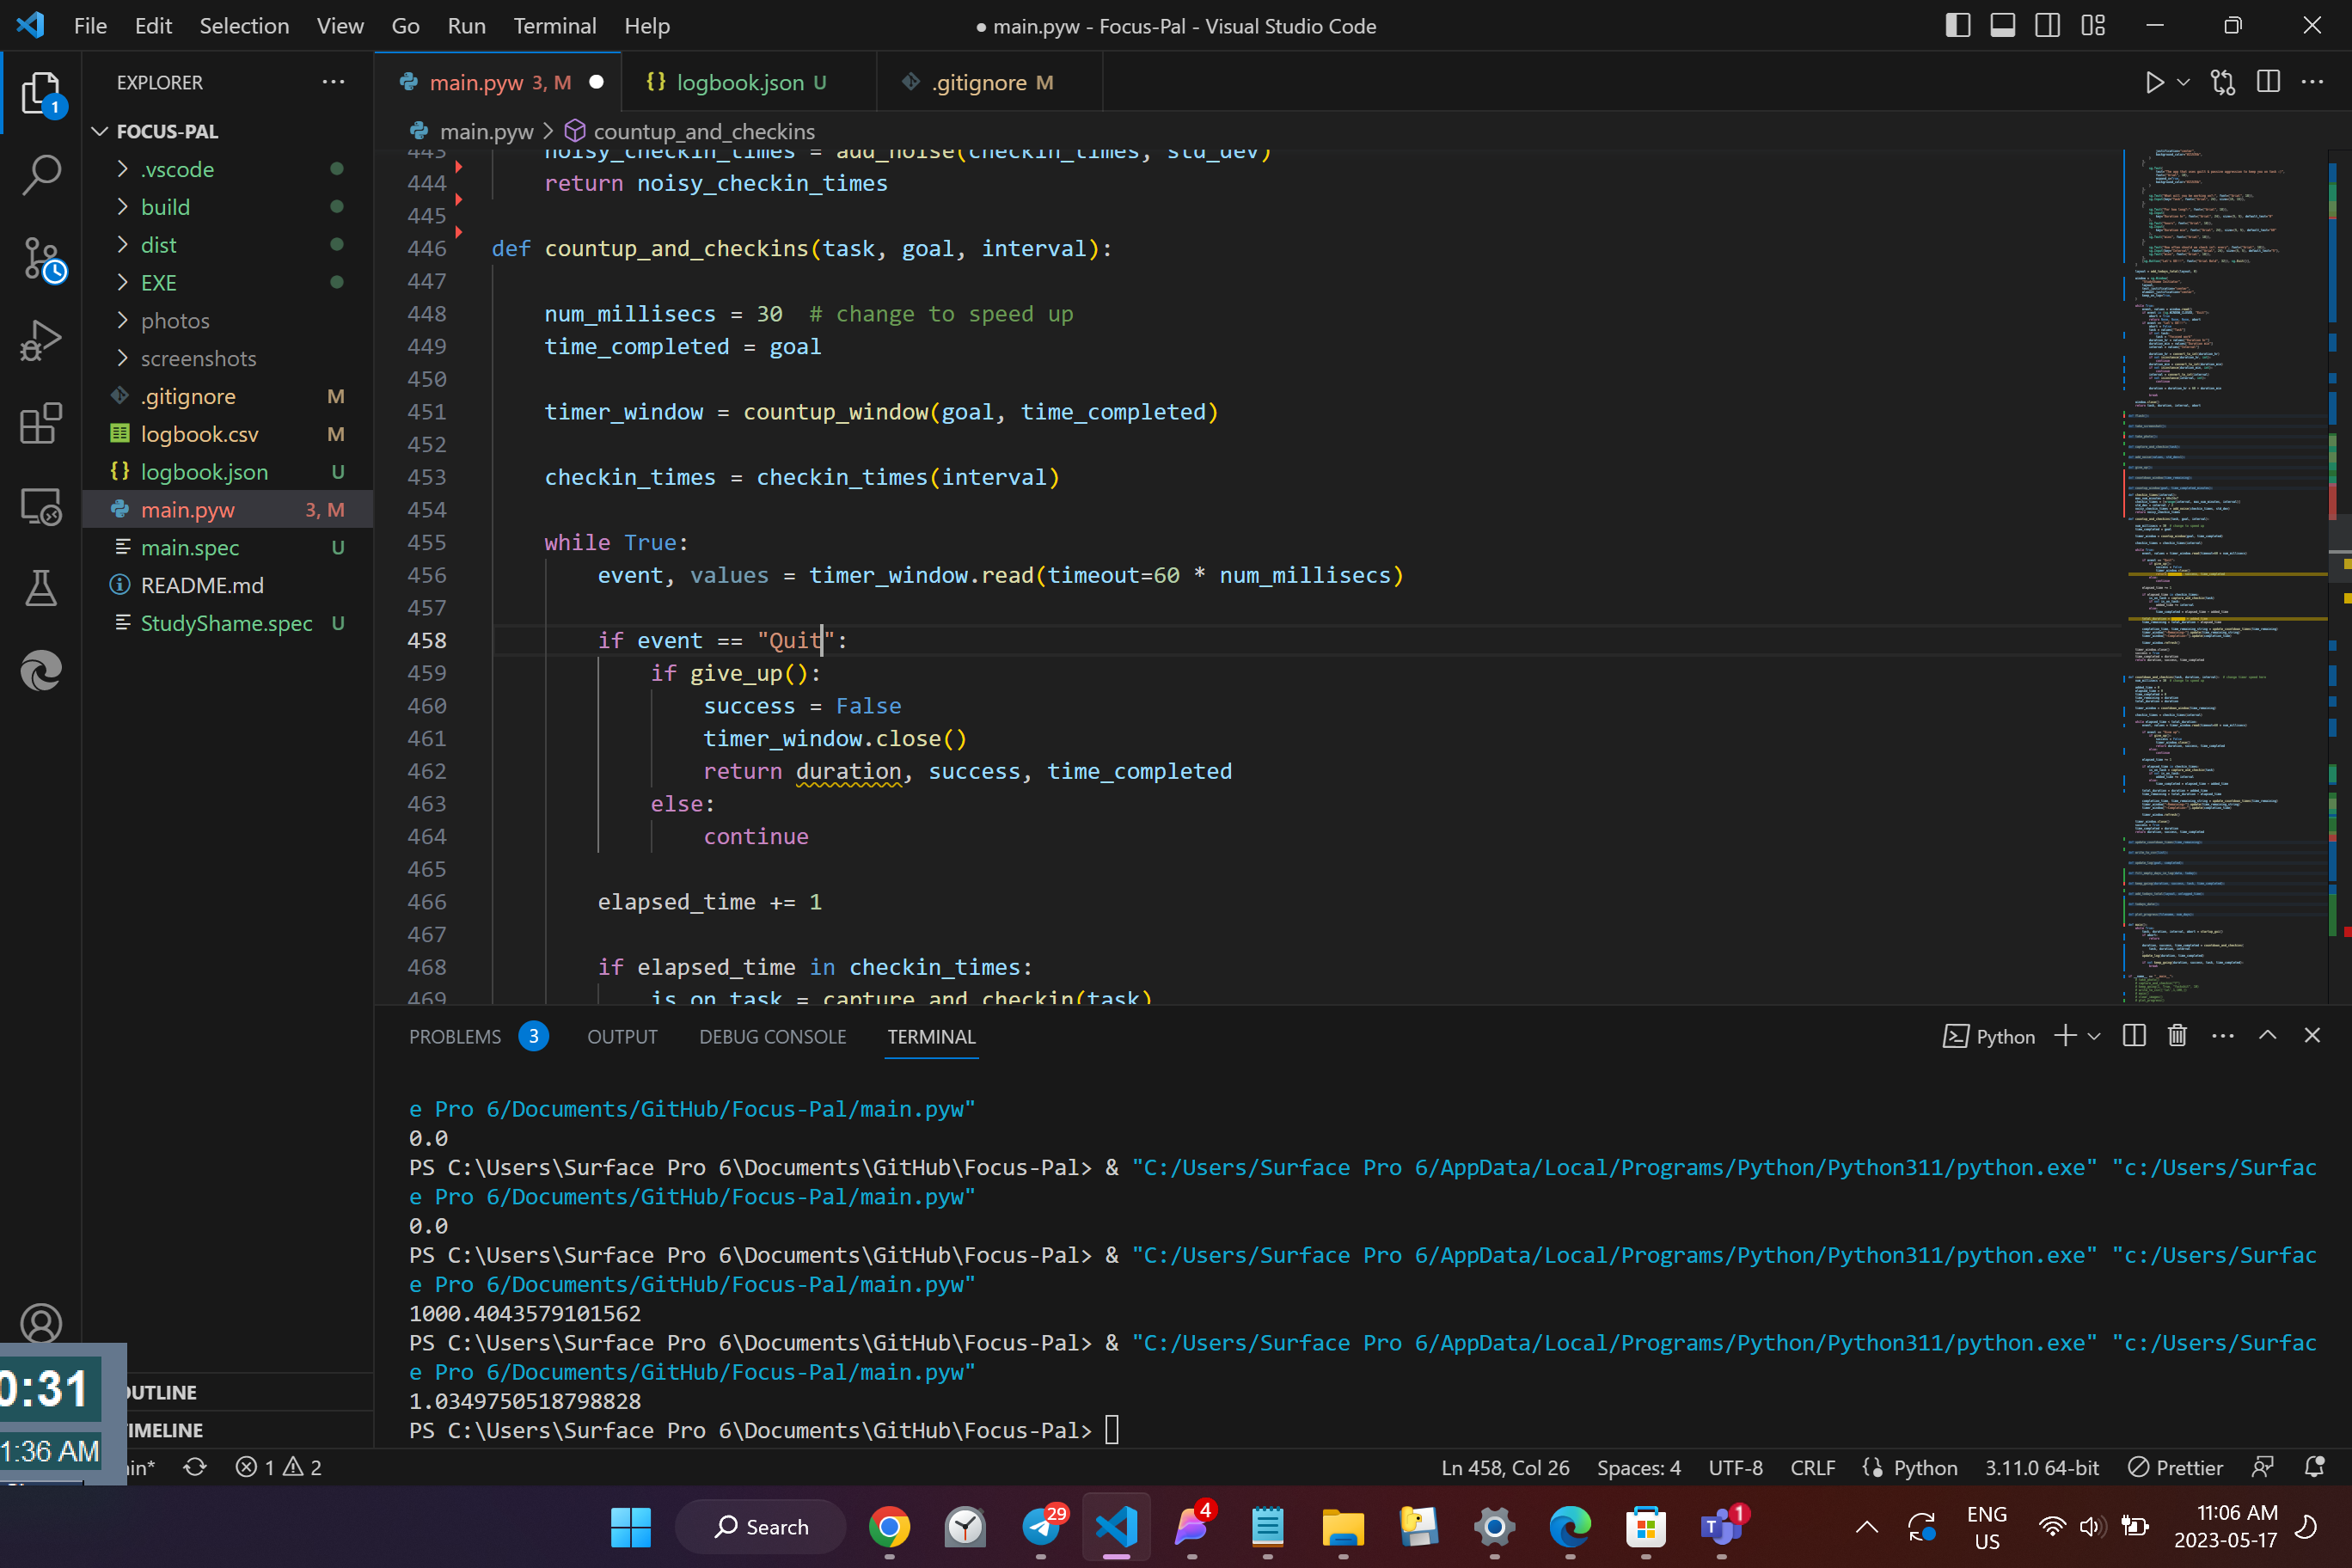 File Edit Selection View Go Run Terminal Help
● main.pyw - Focus-Pal - Visual Studio Code
EXPLORER
main.pyw 3, M
logbook.json U
.gitignore M
1
FOCUS-PAL
main.pyw > countup_and_checkins
.vscode
build
dist
EXE
photos
screenshots
.gitignore M
logbook.csv M
logbook.json U
main.pyw 3, M
main.spec U
README.md
StudyShame.spec U
443 noisy_checkin_times = add_noise(checkin_times, std_dev)
444 return noisy_checkin_times
445
446 def countup_and_checkins(task, goal, interval):
447
448 num_millisecs = 30  # change to speed up
449 time_completed = goal
450
451 timer_window = countup_window(goal, time_completed)
452
453 checkin_times = checkin_times(interval)
454
455 while True:
456 event, values = timer_window.read(timeout=60 * num_millisecs)
457
458 if event == "Quit":
459 if give_up():
460 success = False
461 timer_window.close()
462 return duration, success, time_completed
463 else:
464 continue
465
466 elapsed_time += 1
467
468 if elapsed_time in checkin_times:
469 is_on_task = capture_and_checkin(task)
PROBLEMS 3 OUTPUT DEBUG CONSOLE TERMINAL
Python
e Pro 6/Documents/GitHub/Focus-Pal/main.pyw"
0.0
PS C:\Users\Surface Pro 6\Documents\GitHub\Focus-Pal> & "C:/Users/Surface Pro 6/AppData/Local/Programs/Python/Python311/python.exe" "c:/Users/Surfac
e Pro 6/Documents/GitHub/Focus-Pal/main.pyw"
0.0
PS C:\Users\Surface Pro 6\Documents\GitHub\Focus-Pal> & "C:/Users/Surface Pro 6/AppData/Local/Programs/Python/Python311/python.exe" "c:/Users/Surfac
e Pro 6/Documents/GitHub/Focus-Pal/main.pyw"
1000.4043579101562
PS C:\Users\Surface Pro 6\Documents\GitHub\Focus-Pal> & "C:/Users/Surface Pro 6/AppData/Local/Programs/Python/Python311/python.exe" "c:/Users/Surfac
e Pro 6/Documents/GitHub/Focus-Pal/main.pyw"
1.0349750518798828
PS C:\Users\Surface Pro 6\Documents\GitHub\Focus-Pal>
0:31
1:36 AM
UTLINE
IMELINE
in* 1 2
Ln 458, Col 26 Spaces: 4 UTF-8 CRLF Python 3.11.0 64-bit Prettier
Search
29
4
1
ENG
US
11:06 AM
2023-05-17